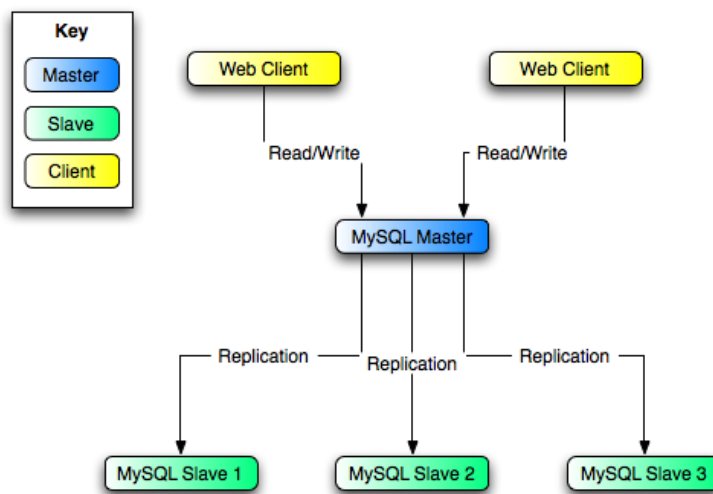 Key
Master
Slave
Client
Web Client
Web Client
Read/Write
Read/Write
MySQL Master
Replication
Replication
Replication
MySQL Slave 1
MySQL Slave 2
MySQL Slave 3